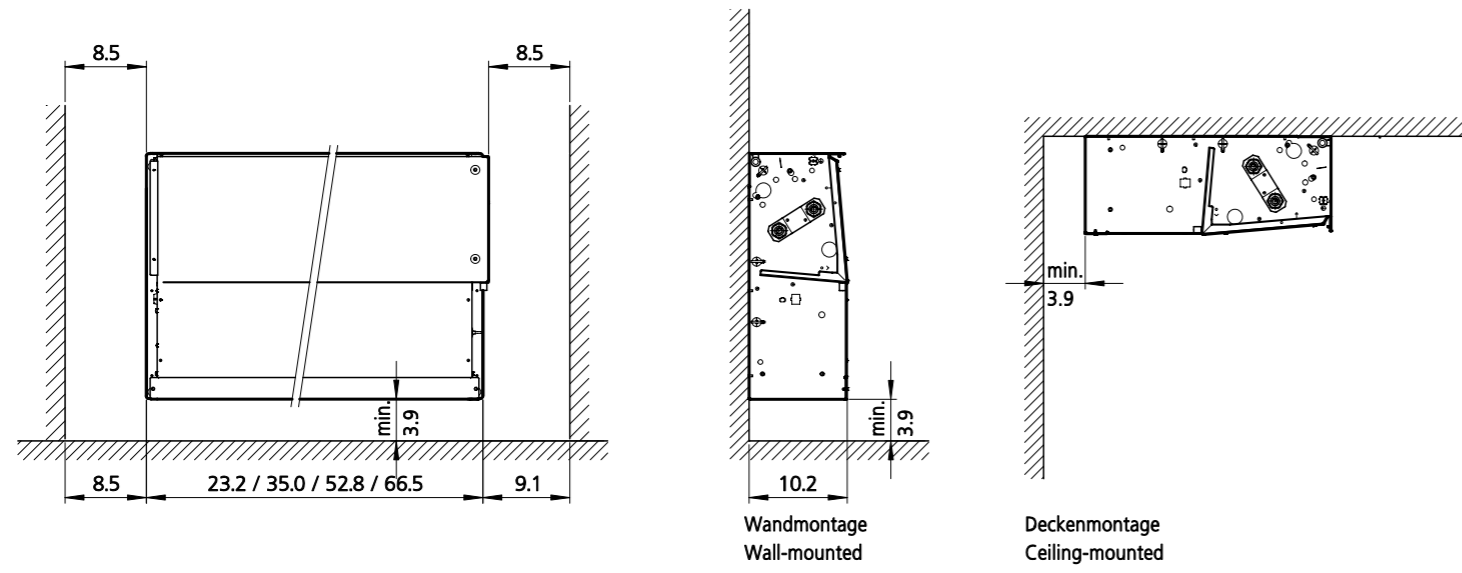 8.5
8.5
min.
3.9
8.5
23.2 / 35.0 / 52.8 / 66.5
9.1
min.
3.9
10.2
Wandmontage
Wall-mounted
min.
3.9
Deckenmontage
Ceiling-mounted